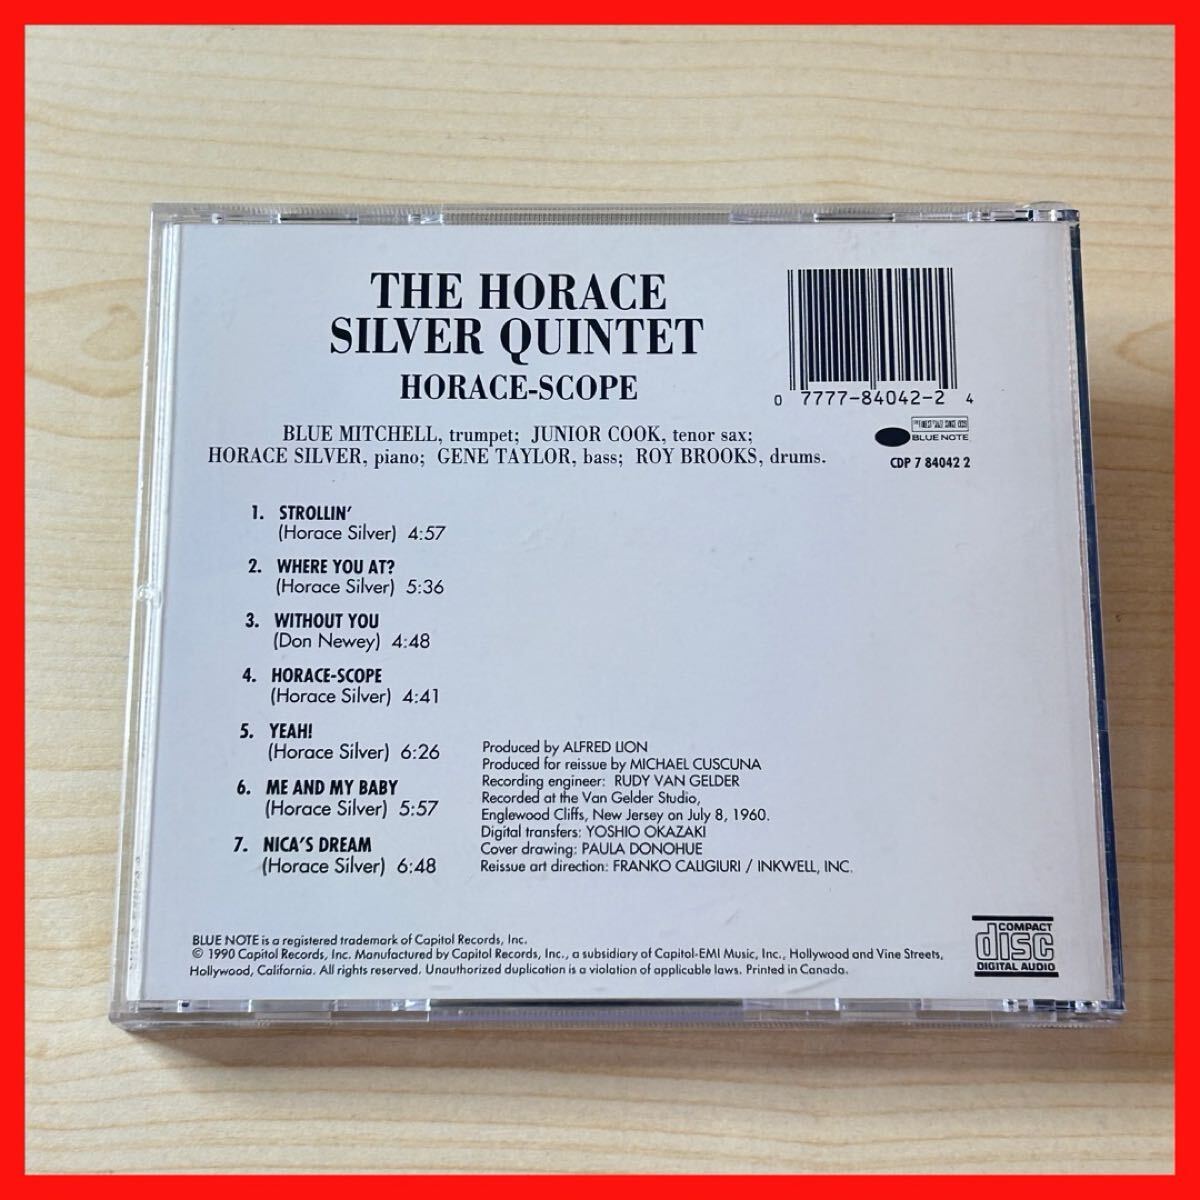 THE HORACE
SILVER QUINTET
HORACE-SCOPE
0 7777-84042-2 4
BLUE NOTE
CDP 7 84042 2
BLUE MITCHELL, trumpet; JUNIOR COOK, tenor sax;
HORACE SILVER, piano; GENE TAYLOR, bass; ROY BROOKS, drums.
1. STROLLIN'
(Horace Silver) 4:57
2. WHERE YOU AT?
(Horace Silver) 5:36
3. WITHOUT YOU
(Don Newey) 4:48
4. HORACE-SCOPE
(Horace Silver) 4:41
5. YEAH!
(Horace Silver) 6:26
6. ME AND MY BABY
(Horace Silver) 5:57
7. NICA'S DREAM
(Horace Silver) 6:48
Produced by ALFRED LION
Produced for reissue by MICHAEL CUSCUNA
Recording engineer: RUDY VAN GELDER
Recorded at the Van Gelder Studio,
Englewood Cliffs, New Jersey on July 8, 1960.
Digital transfers: YOSHIO OKAZAKI
Cover drawing: PAULA DONOHUE
Reissue art direction: FRANKO CALIGIURI / INKWELL, INC.
BLUE NOTE is a registered trademark of Capitol Records, Inc.
© 1990 Capitol Records, Inc. Manufactured by Capitol Records, Inc., a subsidiary of Capitol-EMI Music, Inc., Hollywood and Vine Streets,
Hollywood, California. All rights reserved. Unauthorized duplication is a violation of applicable laws. Printed in Canada.
COMPACT
disc
DIGITAL AUDIO